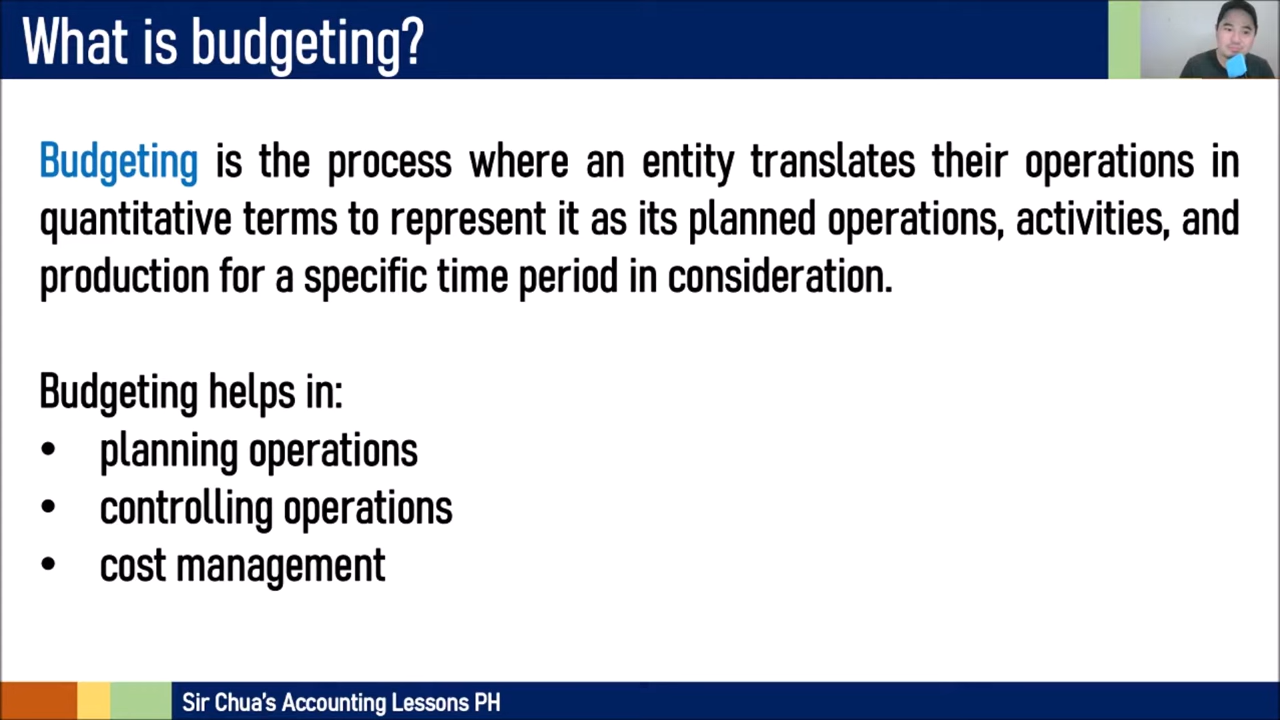 What is budgeting?
Budgeting is the process where an entity translates their operations in
quantitative terms to represent it as its planned operations, activities, and
production for a specific time period in consideration.
Budgeting helps in:
• planning operations
• controlling operations
• cost management
Sir Chua's Accounting Lessons PH